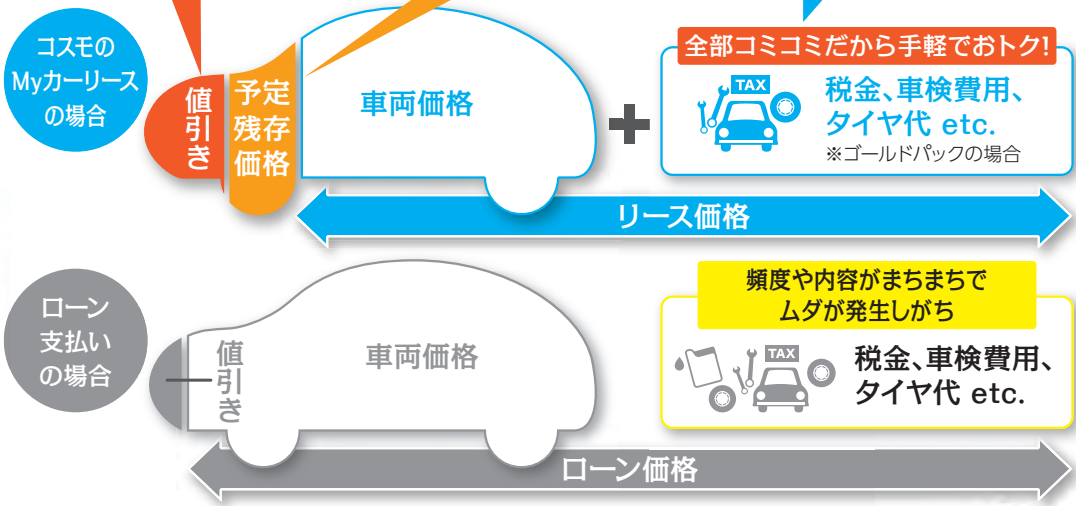 コスモの
Myカーリース
の場合
値引き
予定
残存
価格
車両価格
+
全部コミコミだから手軽でおトク!
TAX
税金、車検費用、
タイヤ代 etc.
※ゴールドパックの場合
リース価格
ローン
支払い
の場合
値引き
車両価格
頻度や内容がまちまちで
ムダが発生しがち
TAX
税金、車検費用、
タイヤ代 etc.
ローン価格